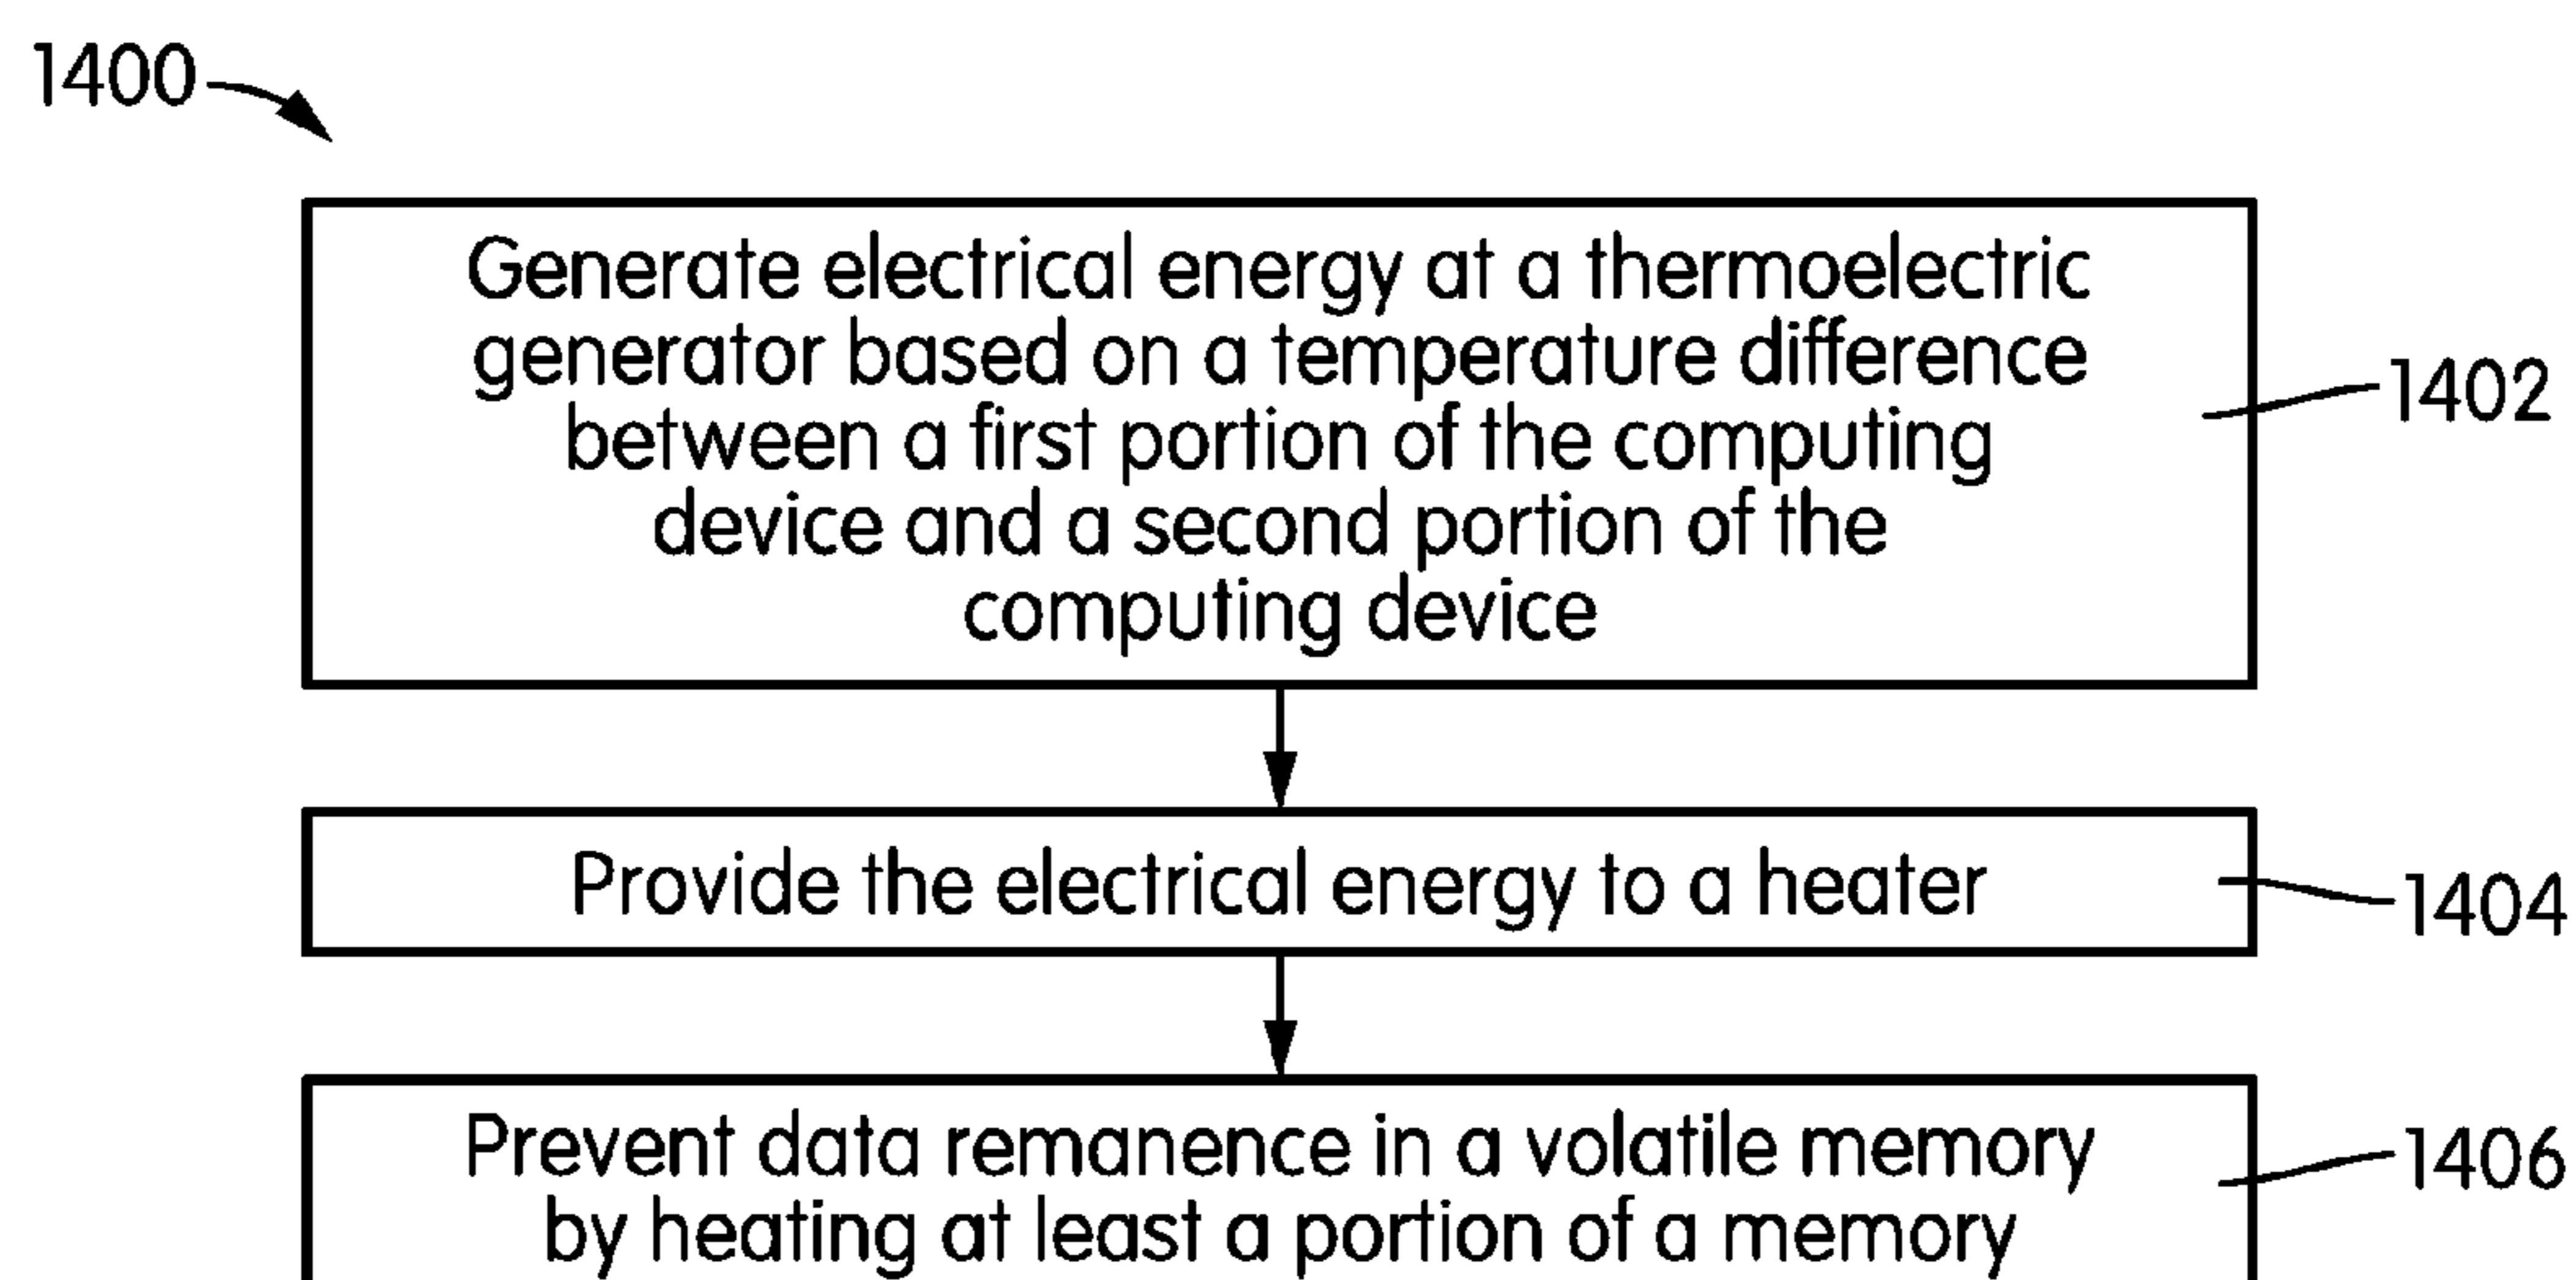 1400
Generate electrical energy at a thermoelectric
generator based on a temperature difference
between a first portion of the computing
device and a second portion of the
computing device
1402
Provide the electrical energy to a heater
1404
Prevent data remanence in a volatile memory
by heating at least a portion of a memory
1406